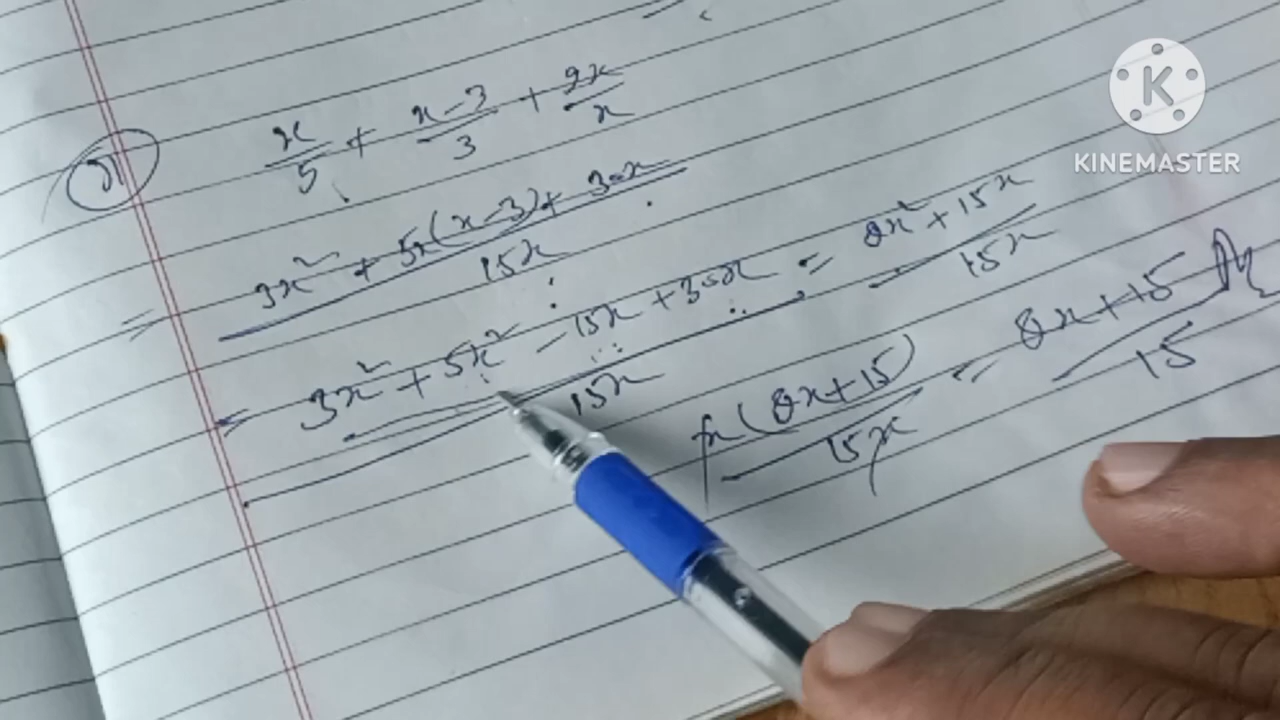 x/5 + x-3/3 + 2x/x
= 3x² + 5x(x-3) + 30x/15x
= 3x² + 5x² - 15x + 30x/15x = 8x² + 15x/15x
x(8x+15)/15x = 8x+15/15
K
KINEMASTER